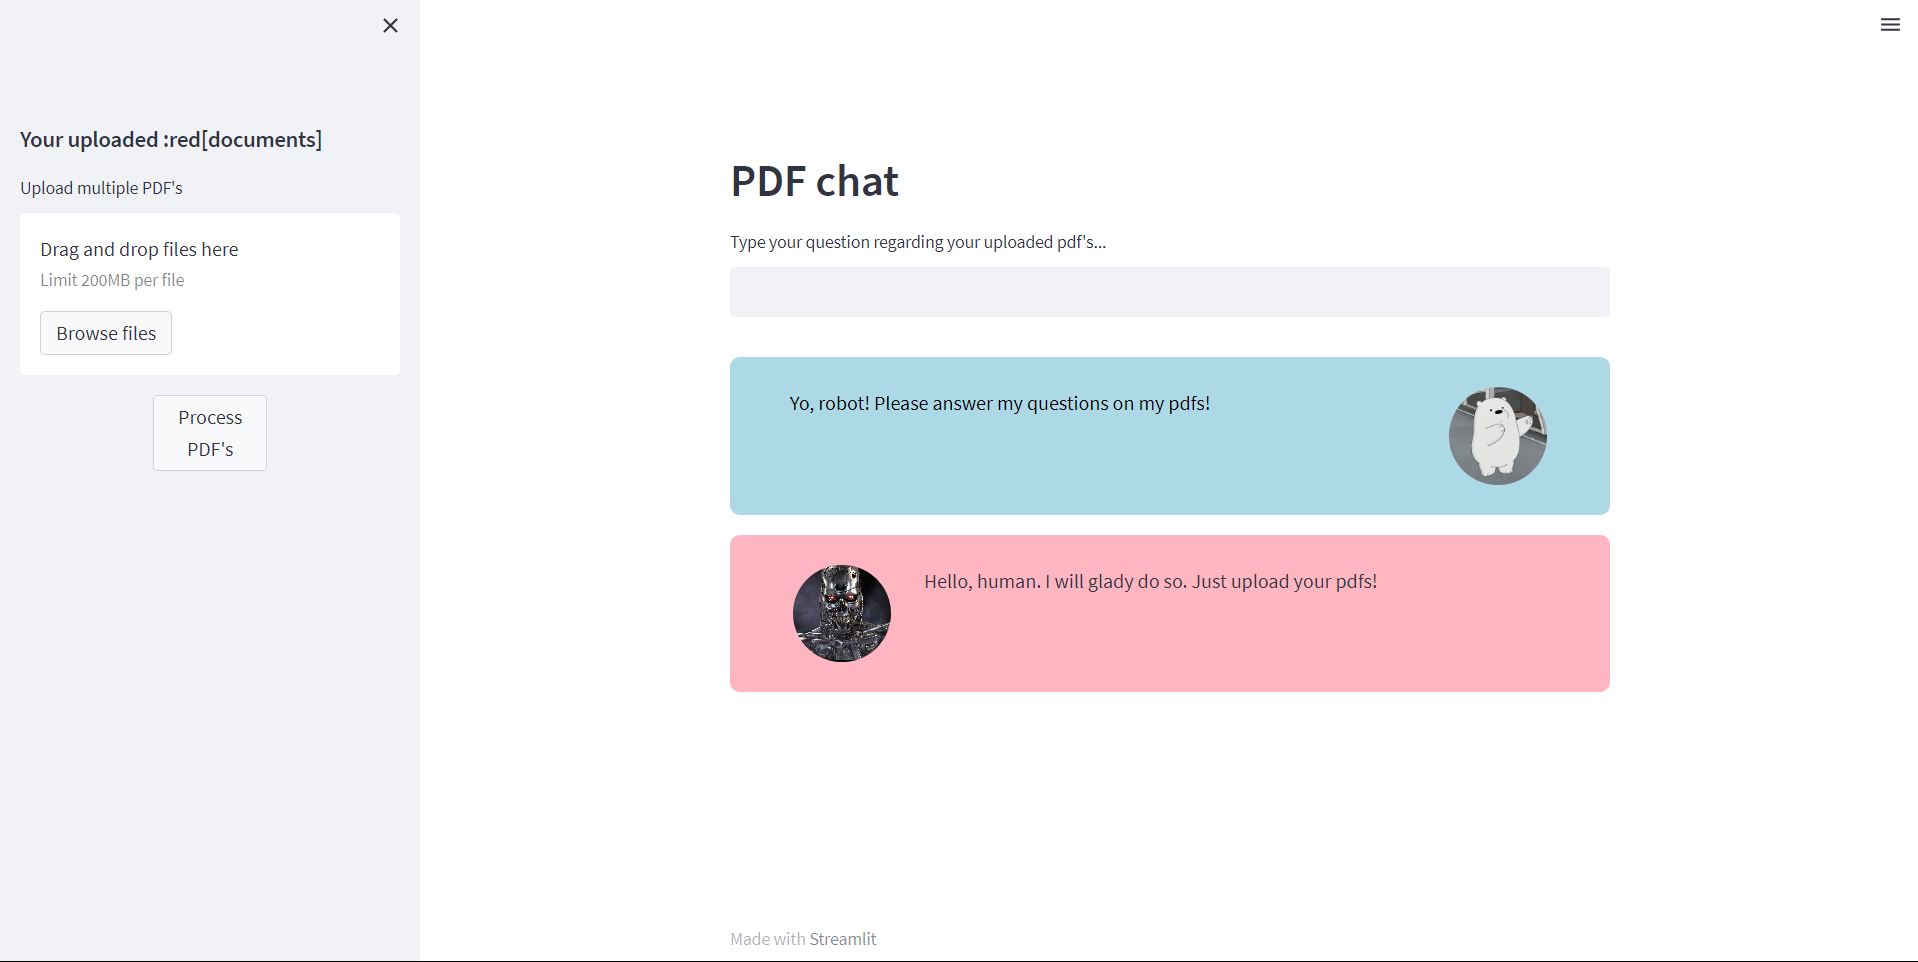 Your uploaded :red[documents]
Upload multiple PDF's
Drag and drop files here
Limit 200MB per file
Browse files
Process
PDF's
PDF chat
Type your question regarding your uploaded pdf's...
Yo, robot! Please answer my questions on my pdfs!
Hello, human. I will glady do so. Just upload your pdfs!
Made with Streamlit